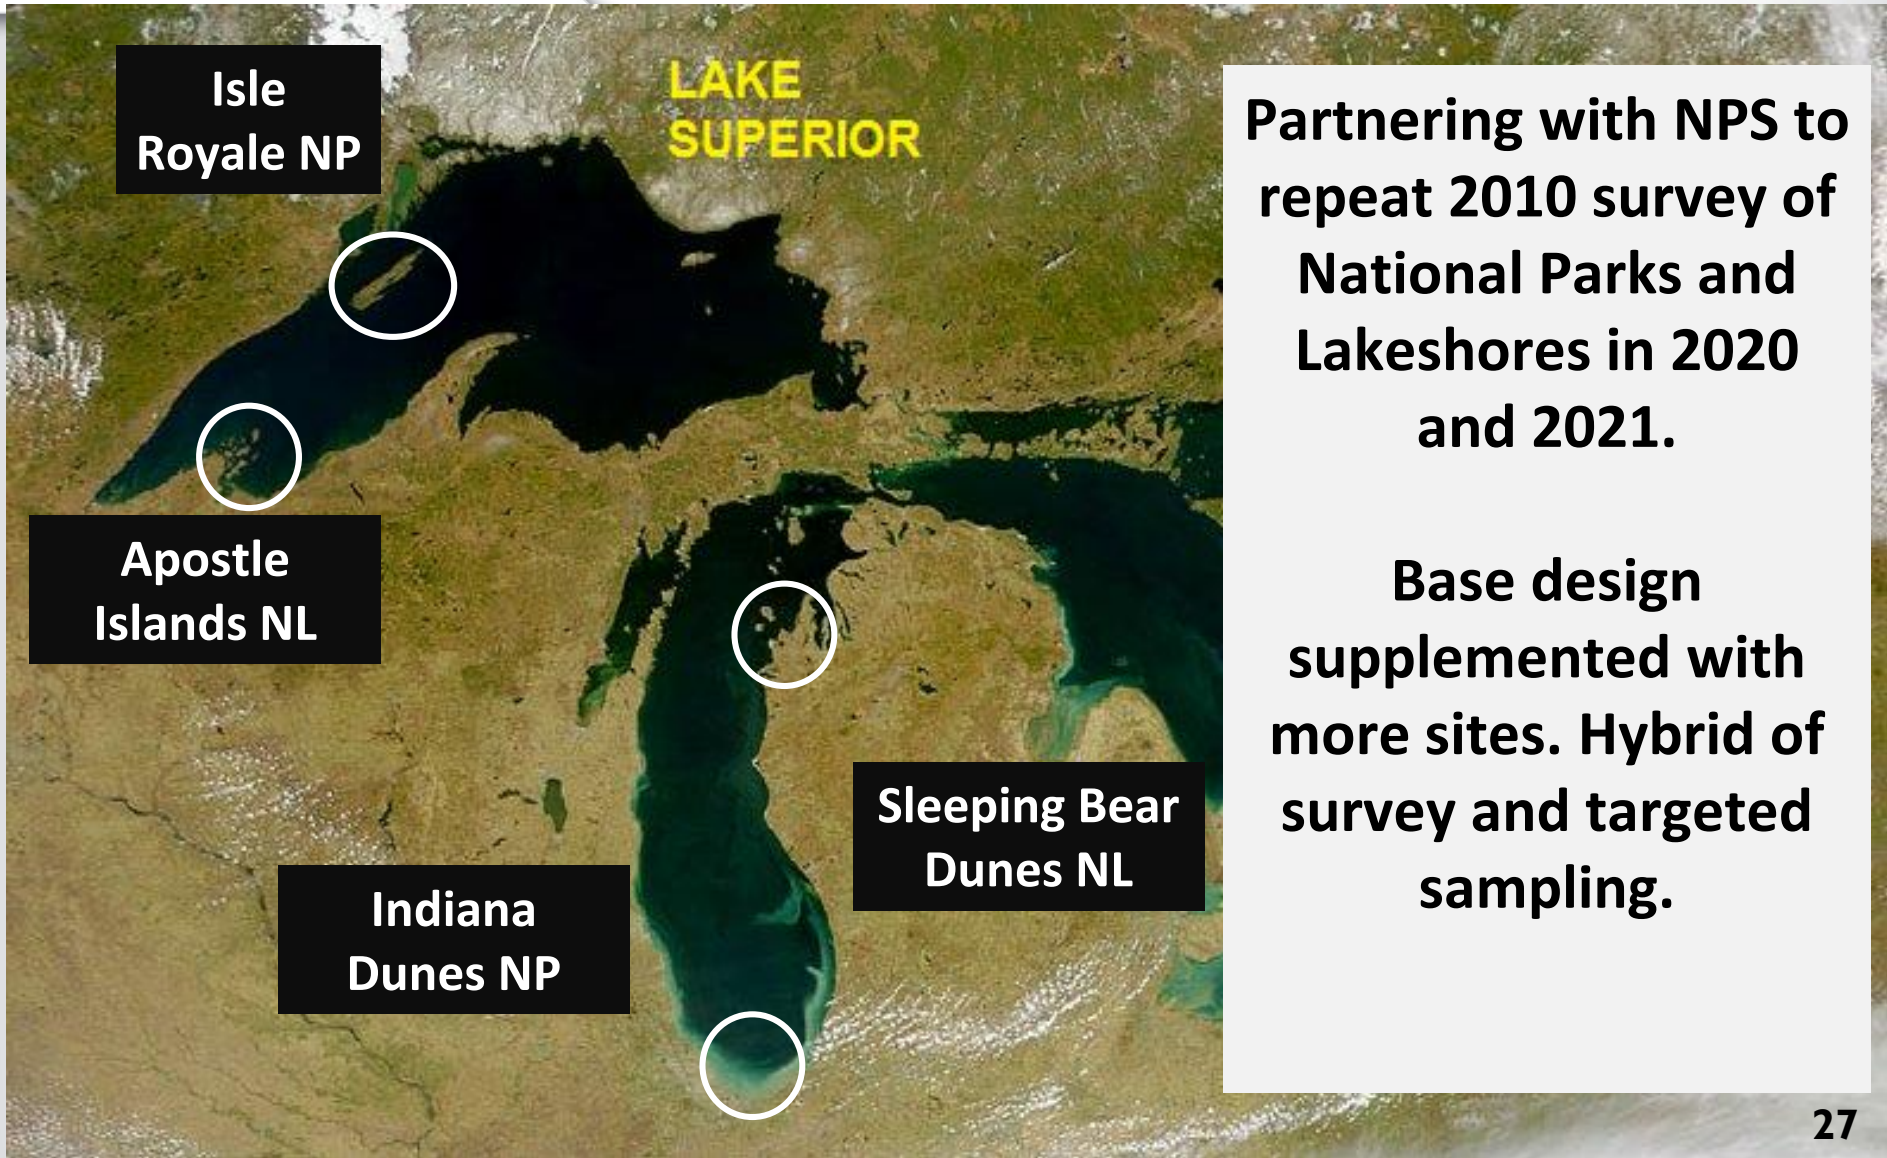 Isle
Royale NP
LAKE
SUPERIOR
Apostle
Islands NL
Sleeping Bear
Dunes NL
Indiana
Dunes NP
Partnering with NPS to
repeat 2010 survey of
National Parks and
Lakeshores in 2020
and 2021.
Base design
supplemented with
more sites. Hybrid of
survey and targeted
sampling.
27